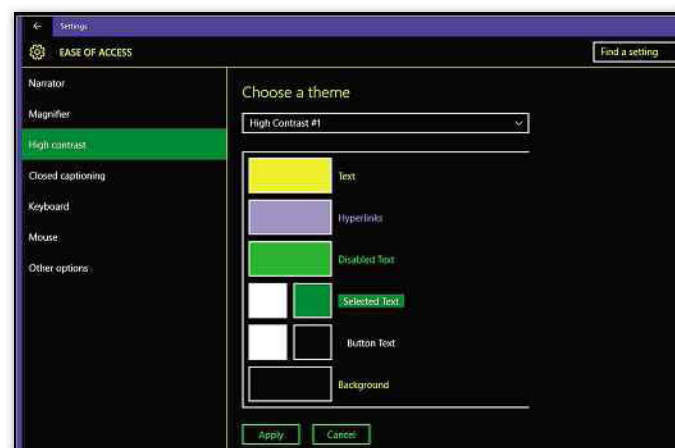 Settings
EASE OF ACCESS
Find a setting
Narrator
Magnifier
High contrast
Closed captioning
Keyboard
Mouse
Other options
Choose a theme
High Contrast #1
Text
Hyperlinks
Disabled Text
Selected Text
Button Text
Background
Apply
Cancel